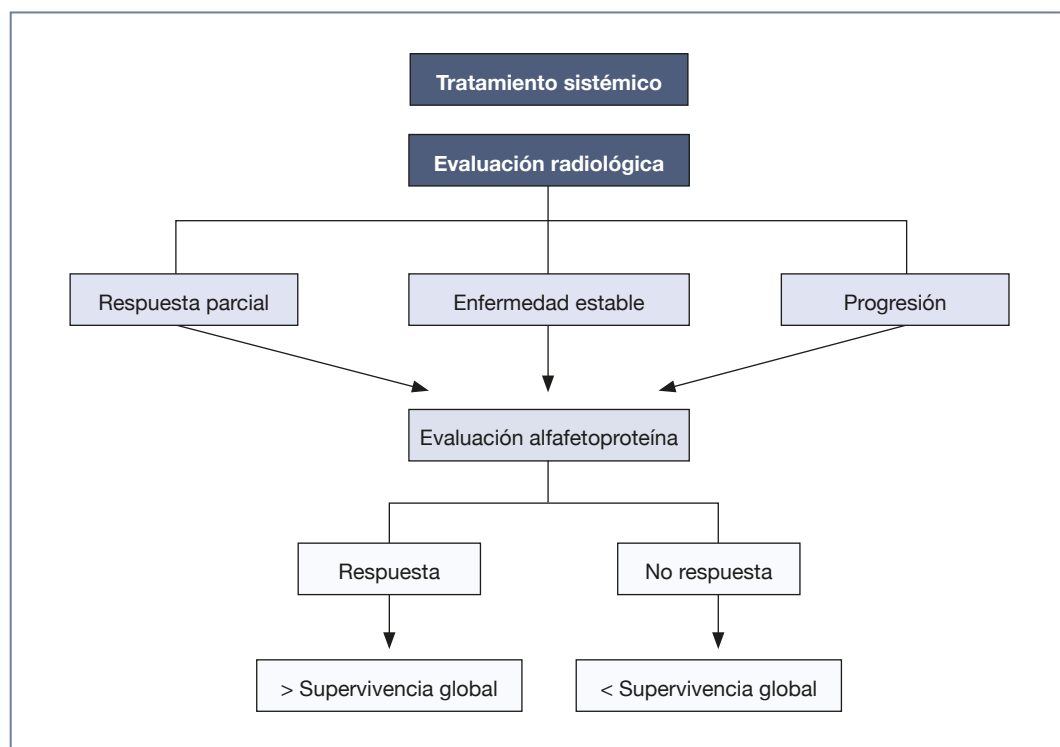 Tratamiento sistémico
Evaluación radiológica
Respuesta parcial
Enfermedad estable
Progresión
Evaluación alfafetoproteína
Respuesta
No respuesta
> Supervivencia global
< Supervivencia global